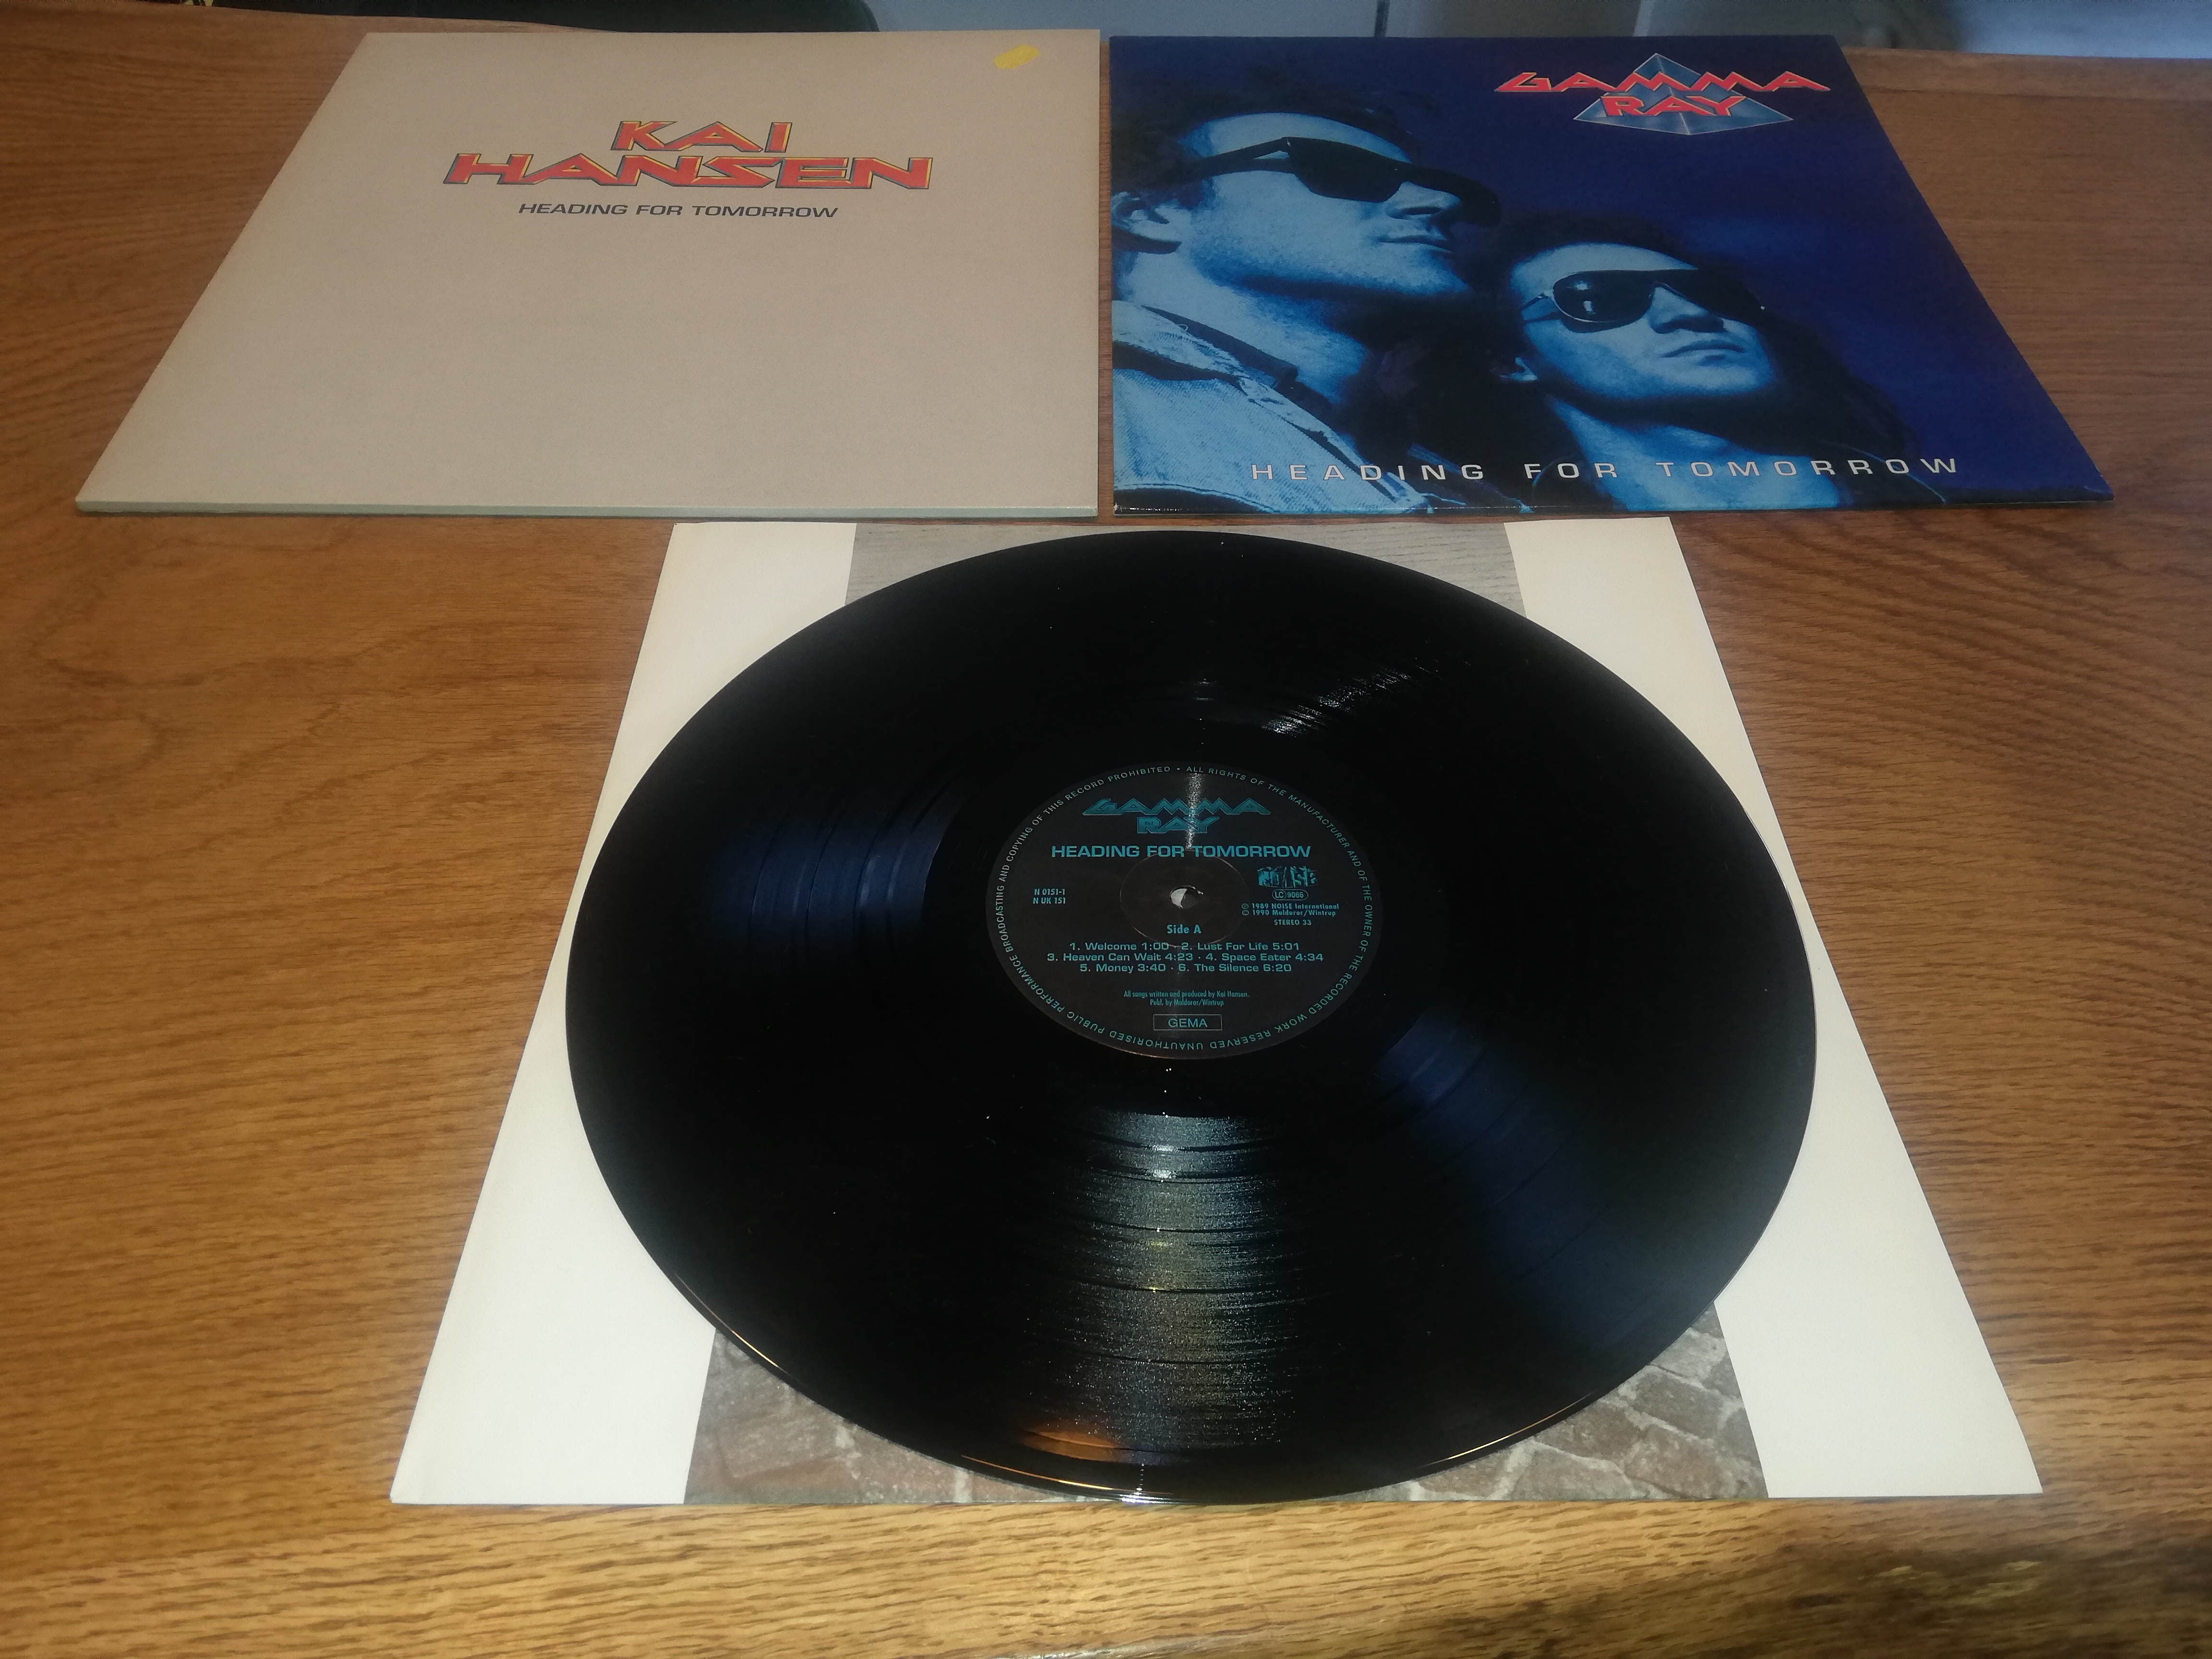 KAI
HANSEN
HEADING FOR TOMORROW
GAMMA
RAY
HEADING FOR TOMORROW
ALL RIGHTS OF THE MANUFACTURER AND OF THE OWNER OF THE RECORDED WORK RESERVED UNAUTHORISED PUBLIC PERFORMANCE BROADCASTING AND COPYING OF THIS RECORD PROHIBITED •
GAMMA
RAY
HEADING FOR TOMORROW
NOISE
N 0151-1
N UK 151
LC 9066
℗ 1989 NOISE International
© 1990 Maldoror/Wintrup
STEREO 33
Side A
1. Welcome 1:00 · 2. Lust For Life 5:01
3. Heaven Can Wait 4:23 · 4. Space Eater 4:34
5. Money 3:40 · 6. The Silence 6:20
All songs written and produced by Kai Hansen.
Publ. by Maldoror/Wintrup
GEMA